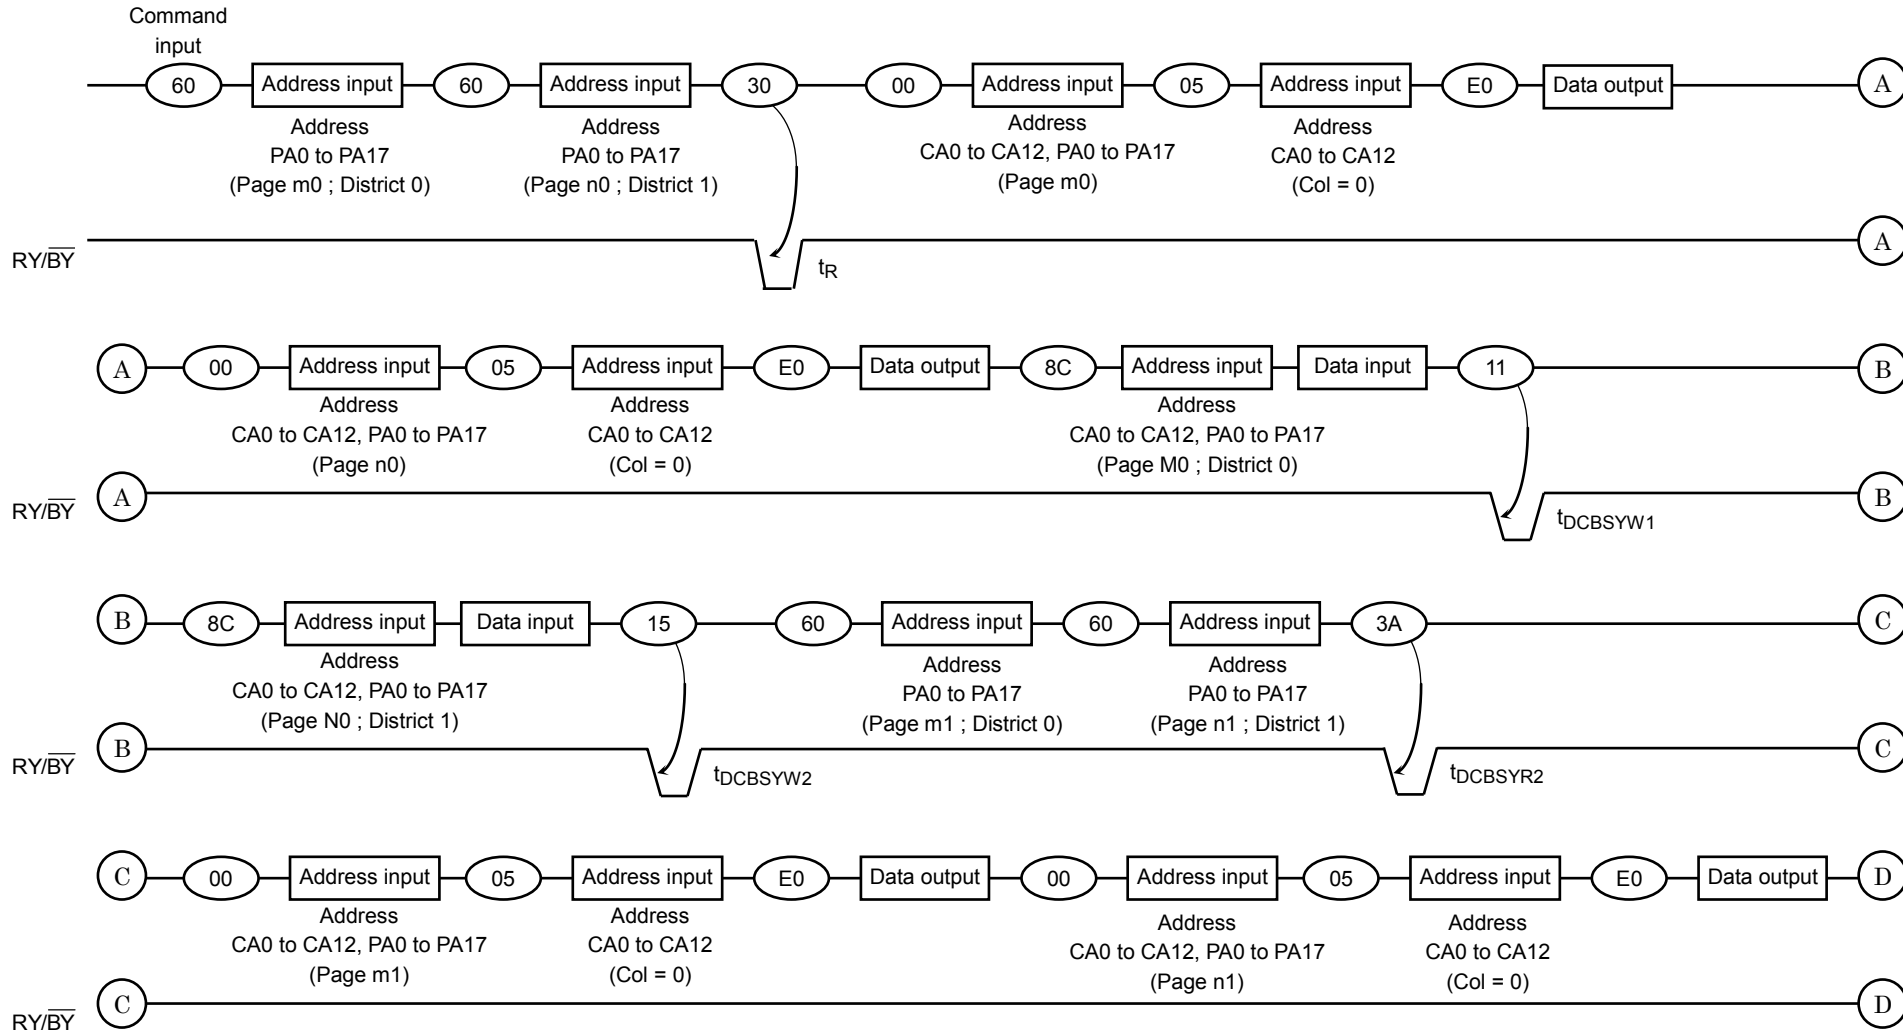 Command
input
60 Address input 60 Address input 30 00 Address input 05 Address input E0 Data output A
Address
PA0 to PA17
(Page m0 ; District 0)
Address
PA0 to PA17
(Page n0 ; District 1)
Address
CA0 to CA12, PA0 to PA17
(Page m0)
Address
CA0 to CA12
(Col = 0)
RY/BY tR A
A 00 Address input 05 Address input E0 Data output 8C Address input Data input 11 B
Address
CA0 to CA12, PA0 to PA17
(Page n0)
Address
CA0 to CA12
(Col = 0)
Address
CA0 to CA12, PA0 to PA17
(Page M0 ; District 0)
RY/BY A tDCBSYW1 B
B 8C Address input Data input 15 60 Address input 60 Address input 3A C
Address
CA0 to CA12, PA0 to PA17
(Page N0 ; District 1)
Address
PA0 to PA17
(Page m1 ; District 0)
Address
PA0 to PA17
(Page n1 ; District 1)
RY/BY B tDCBSYW2 tDCBSYR2 C
C 00 Address input 05 Address input E0 Data output 00 Address input 05 Address input E0 Data output D
Address
CA0 to CA12, PA0 to PA17
(Page m1)
Address
CA0 to CA12
(Col = 0)
Address
CA0 to CA12, PA0 to PA17
(Page n1)
Address
CA0 to CA12
(Col = 0)
RY/BY C D